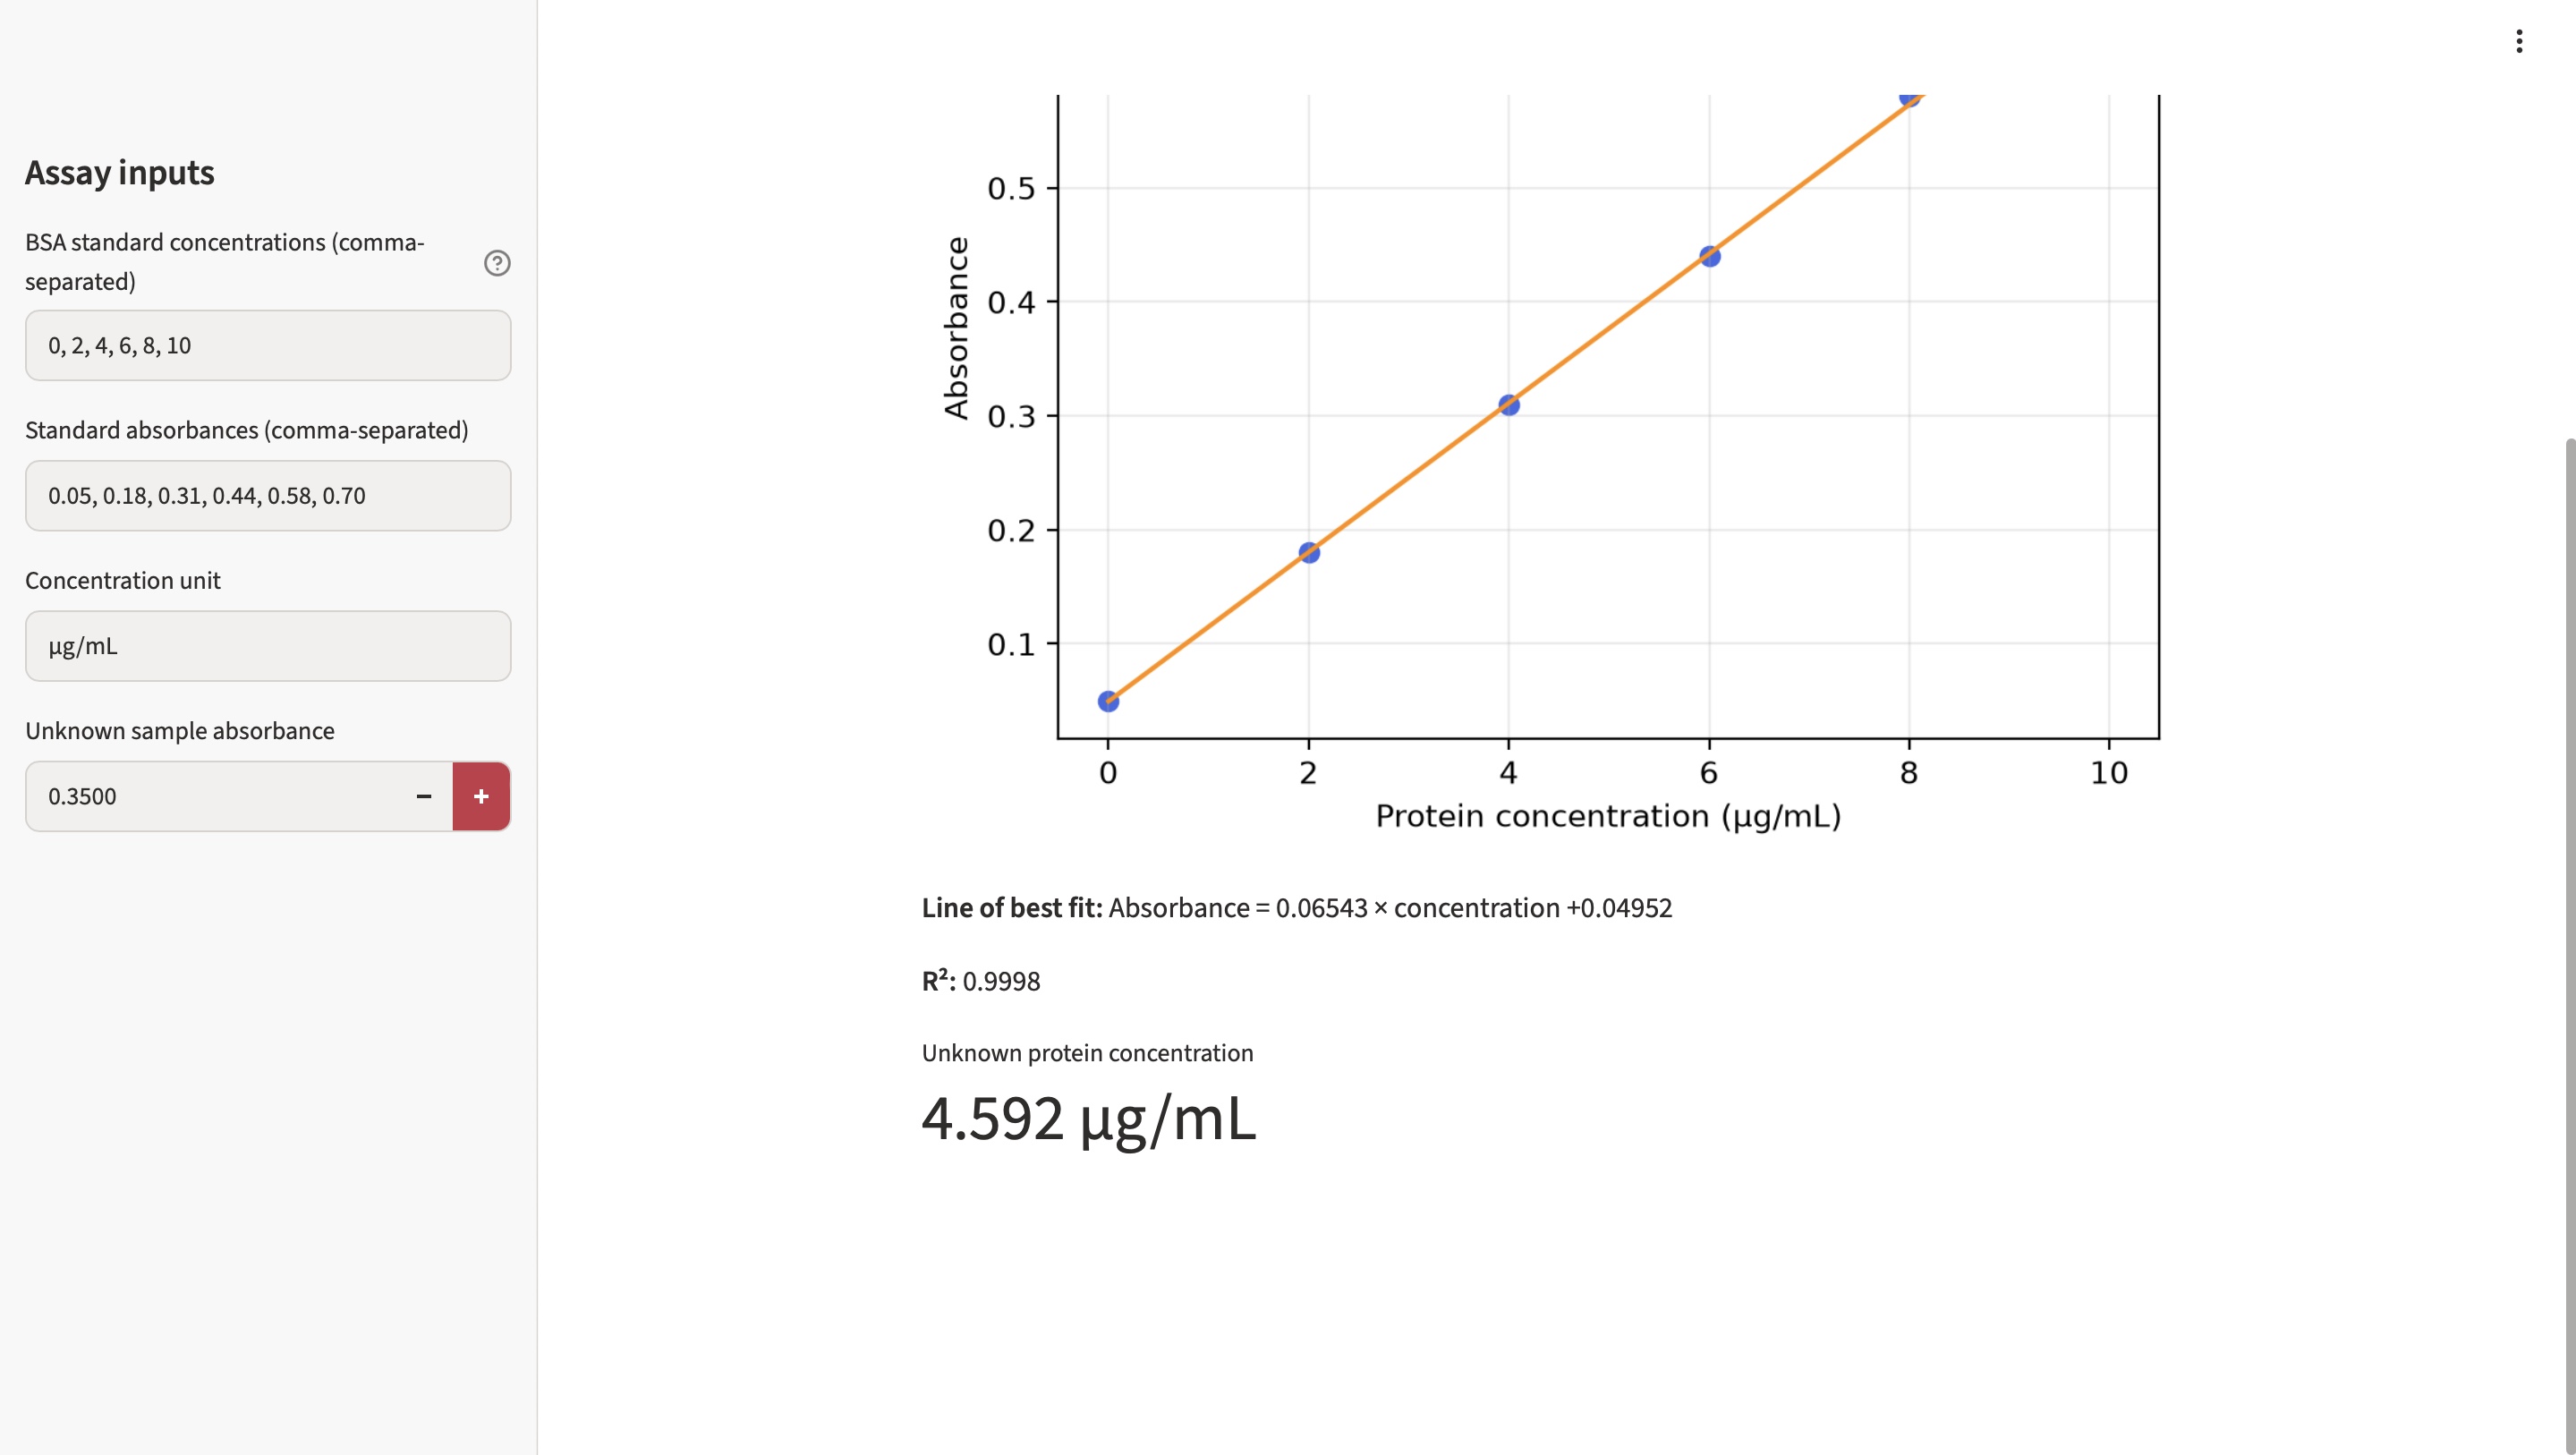 Assay inputs
BSA standard concentrations (comma-
separated)
0, 2, 4, 6, 8, 10
Standard absorbances (comma-separated)
0.05, 0.18, 0.31, 0.44, 0.58, 0.70
Concentration unit
µg/mL
Unknown sample absorbance
0.3500
Absorbance
0.5
0.4
0.3
0.2
0.1
0 2 4 6 8 10
Protein concentration (µg/mL)
Line of best fit: Absorbance = 0.06543 × concentration +0.04952
R²: 0.9998
Unknown protein concentration
4.592 µg/mL